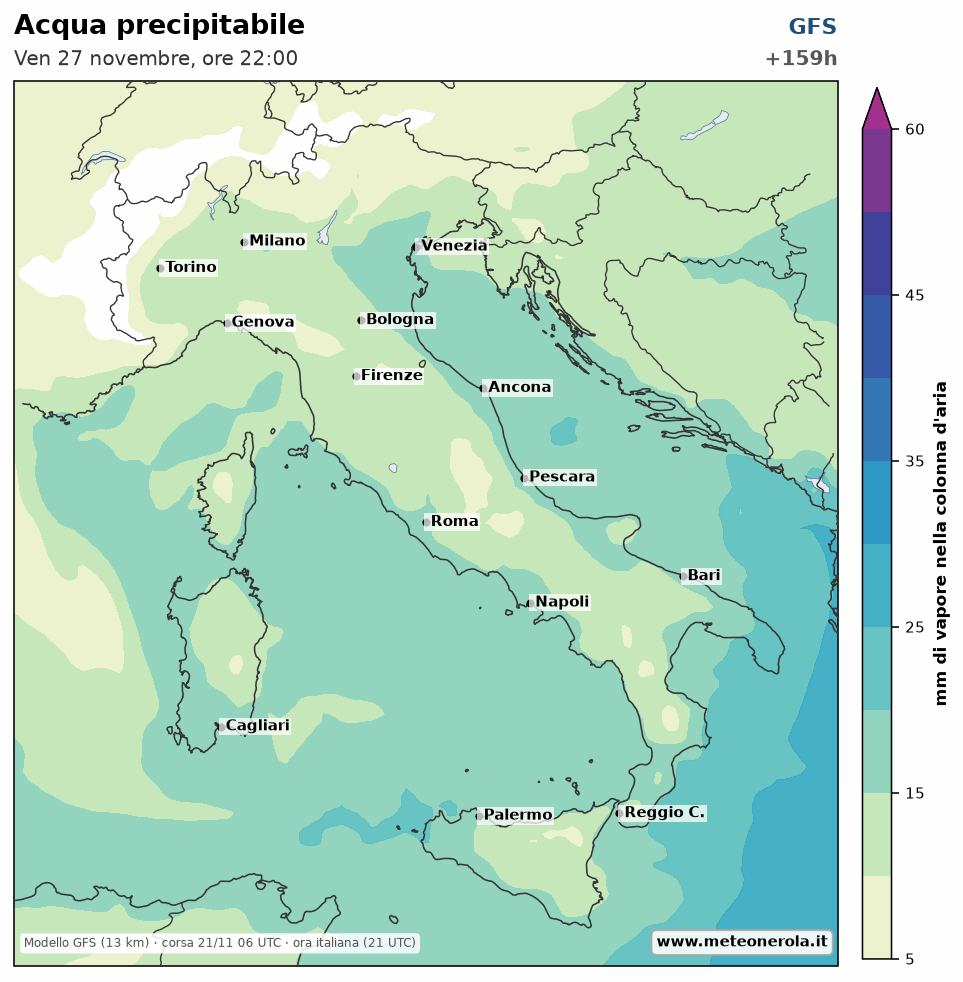 Acqua precipitabile
GFS
Ven 27 novembre, ore 22:00
+159h
60
Milano
Venezia
Torino
45
Genova
Bologna
Firenze
Ancona
35
Pescara
Roma
Bari
Napoli
25
Cagliari
15
Palermo
Reggio C.
mm di vapore nella colonna d'aria
Modello GFS (13 km) · corsa 21/11 06 UTC · ora italiana (21 UTC)
www.meteonerola.it
5